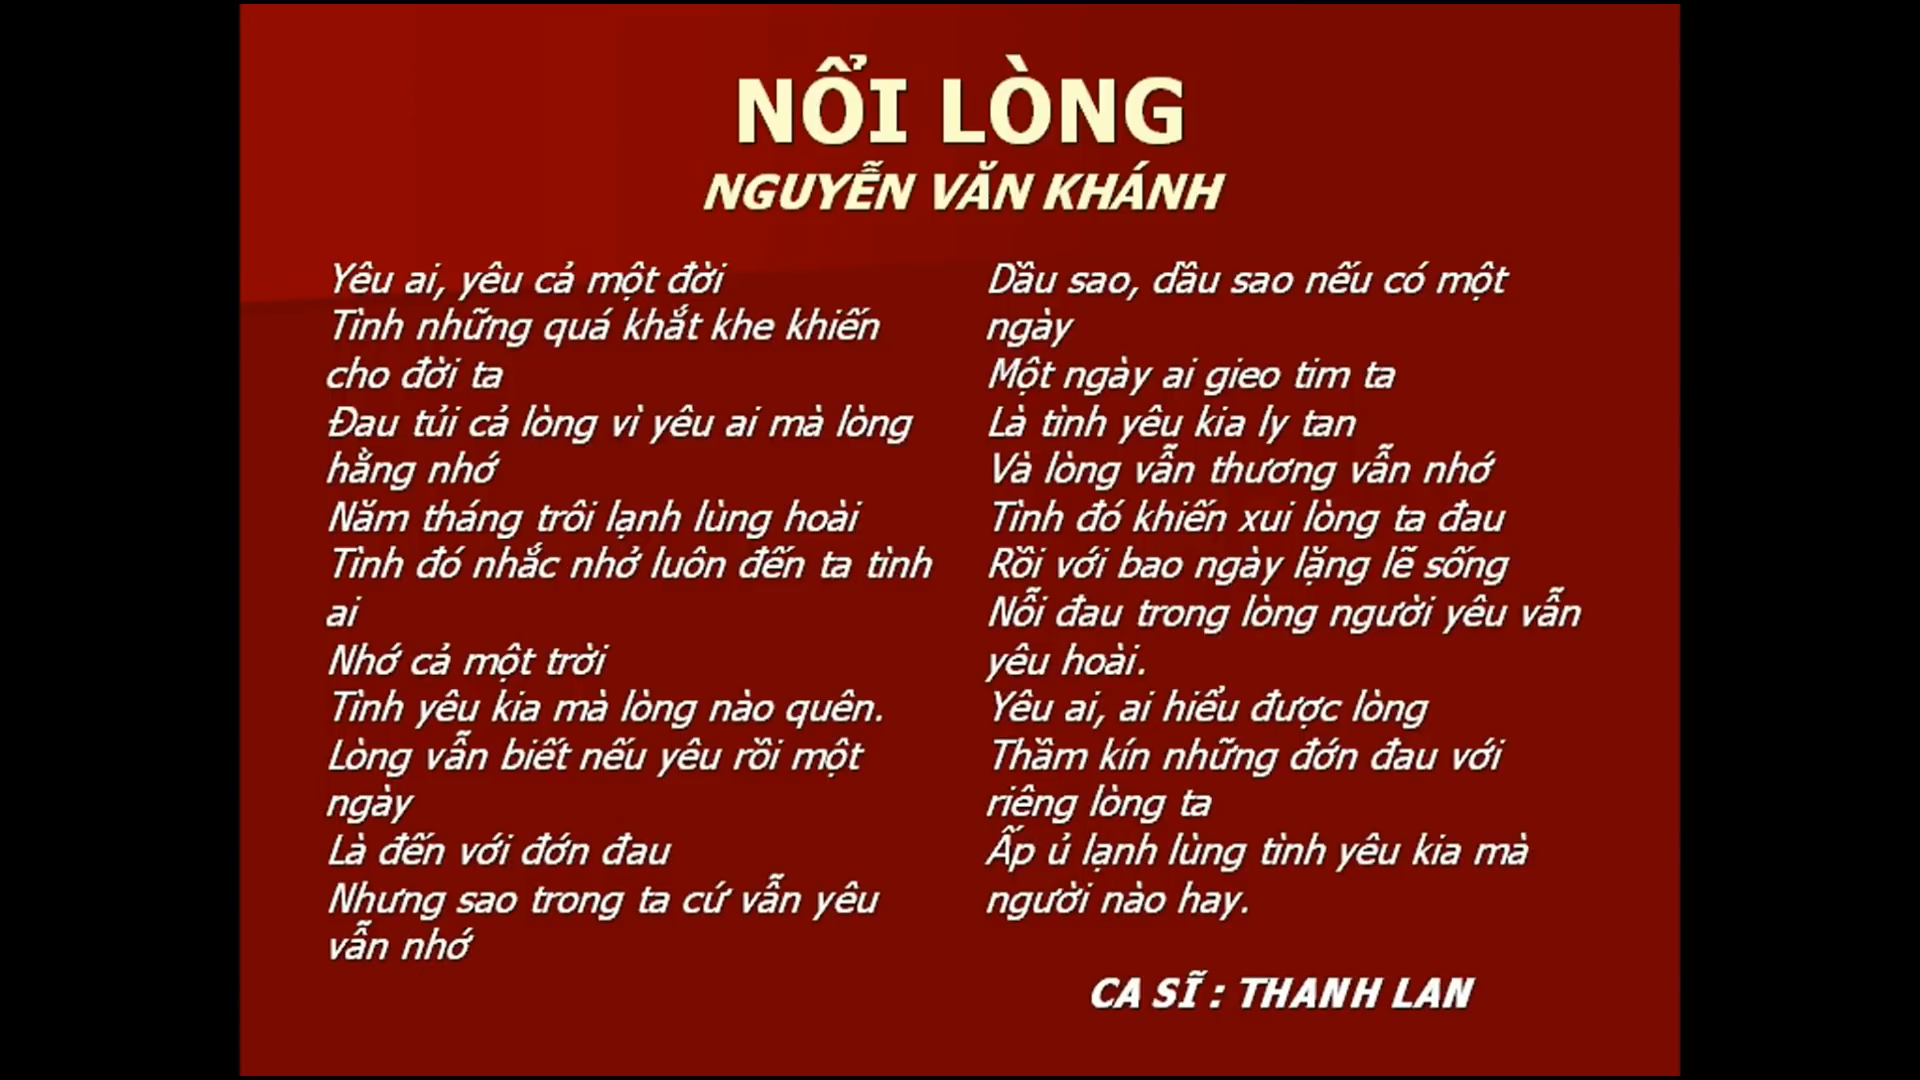 NỔI LÒNG
NGUYỄN VĂN KHÁNH
Yêu ai, yêu cả một đời
Tình những quá khắt khe khiến
cho đời ta
Đau tủi cả lòng vì yêu ai mà lòng
hằng nhớ
Năm tháng trôi lạnh lùng hoài
Tình đó nhắc nhở luôn đến ta tình
ai
Nhớ cả một trời
Tình yêu kia mà lòng nào quên.
Lòng vẫn biết nếu yêu rồi một
ngày
Là đến với đớn đau
Nhưng sao trong ta cứ vẫn yêu
vẫn nhớ
Dầu sao, dầu sao nếu có một
ngày
Một ngày ai gieo tim ta
Là tình yêu kia ly tan
Và lòng vẫn thương vẫn nhớ
Tình đó khiến xui lòng ta đau
Rồi với bao ngày lặng lẽ sống
Nỗi đau trong lòng người yêu vẫn
yêu hoài.
Yêu ai, ai hiểu được lòng
Thầm kín những đớn đau với
riêng lòng ta
Ấp ủ lạnh lùng tình yêu kia mà
người nào hay.
CA SĨ : THANH LAN